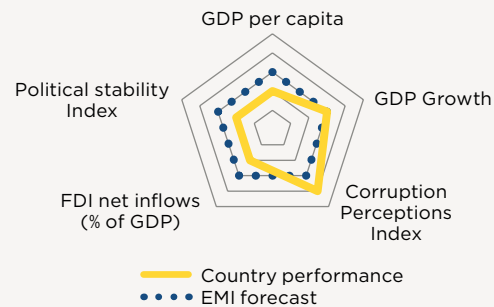 GDP per capita
Political stability
Index
GDP Growth
FDI net inflows
(% of GDP)
Corruption
Perceptions
Index
Country performance
EMI forecast